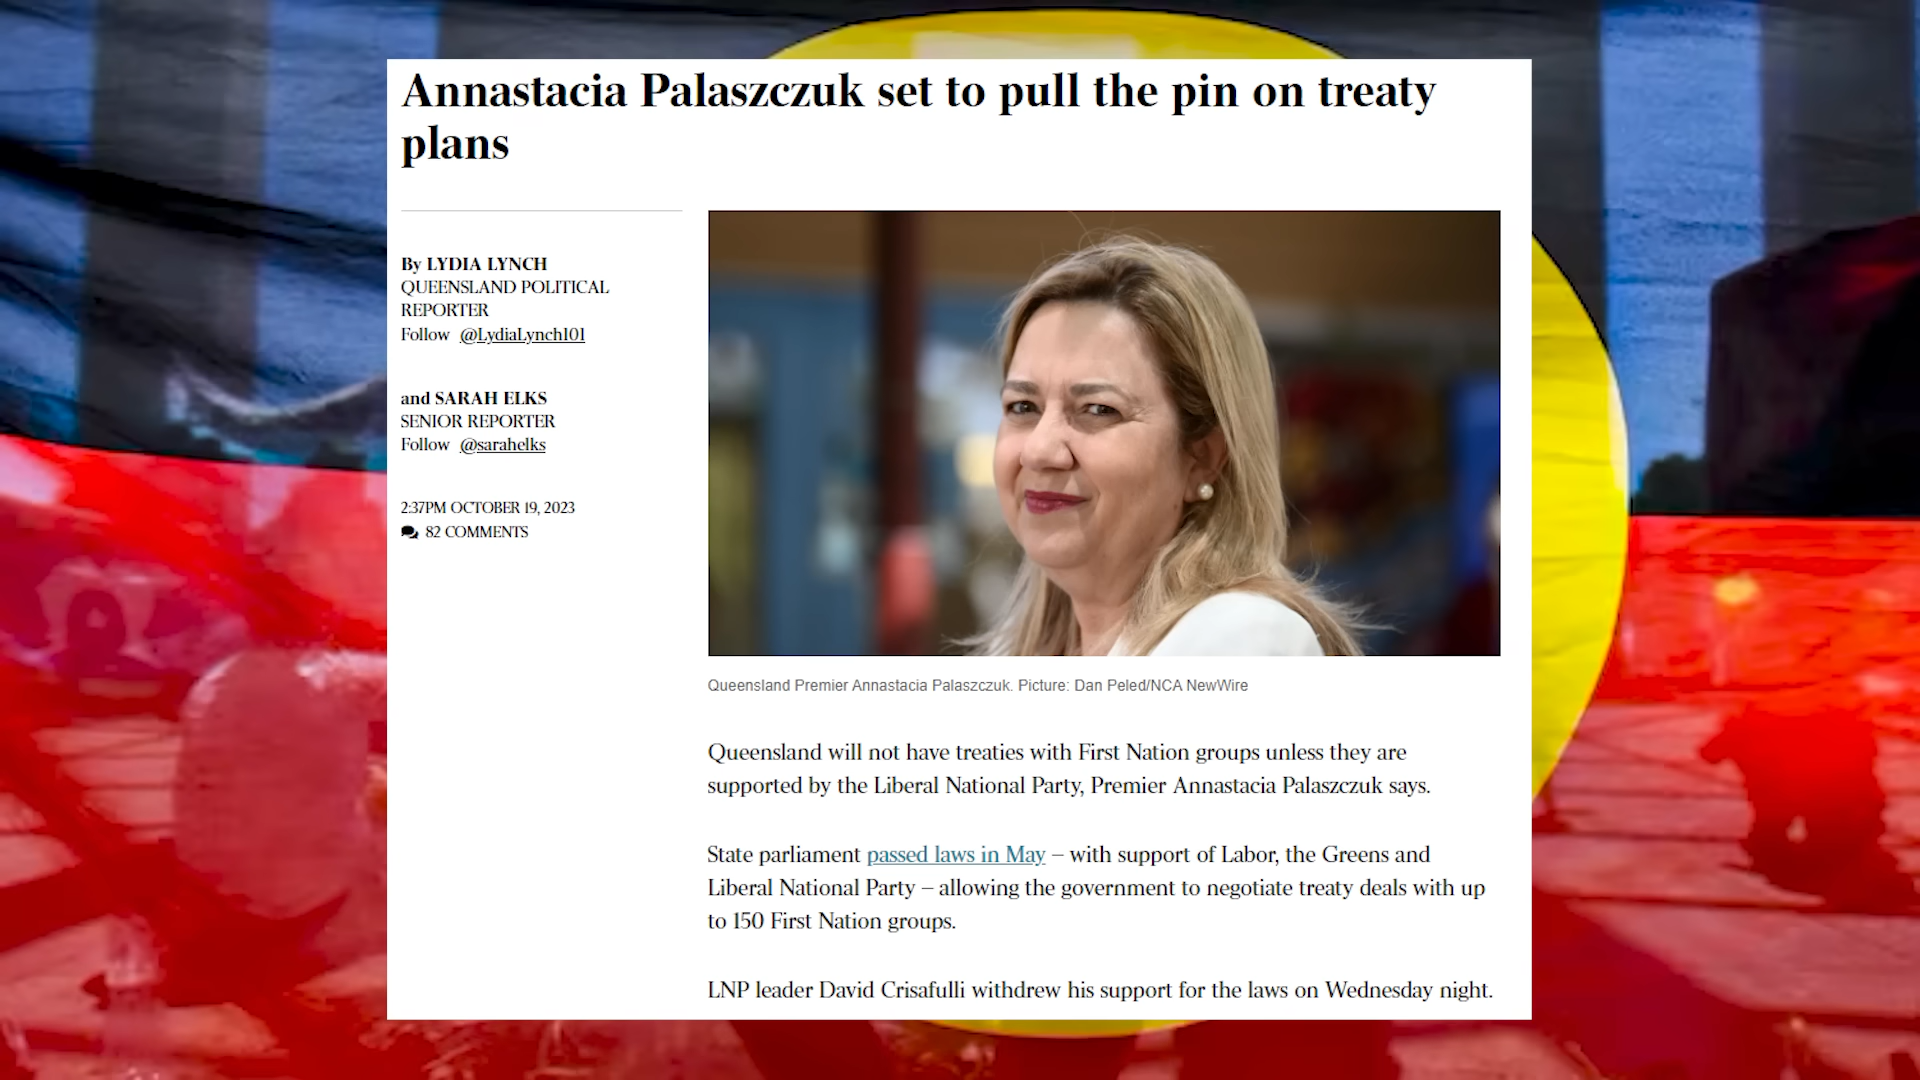 Annastacia Palaszczuk set to pull the pin on treaty
plans
By LYDIA LYNCH
QUEENSLAND POLITICAL
REPORTER
Follow @LydiaLynch101
and SARAH ELKS
SENIOR REPORTER
Follow @sarahelks
2:37PM OCTOBER 19, 2023
82 COMMENTS
Queensland Premier Annastacia Palaszczuk. Picture: Dan Peled/NCA NewWire
Queensland will not have treaties with First Nation groups unless they are
supported by the Liberal National Party, Premier Annastacia Palaszczuk says.
State parliament passed laws in May – with support of Labor, the Greens and
Liberal National Party – allowing the government to negotiate treaty deals with up
to 150 First Nation groups.
LNP leader David Crisafulli withdrew his support for the laws on Wednesday night.